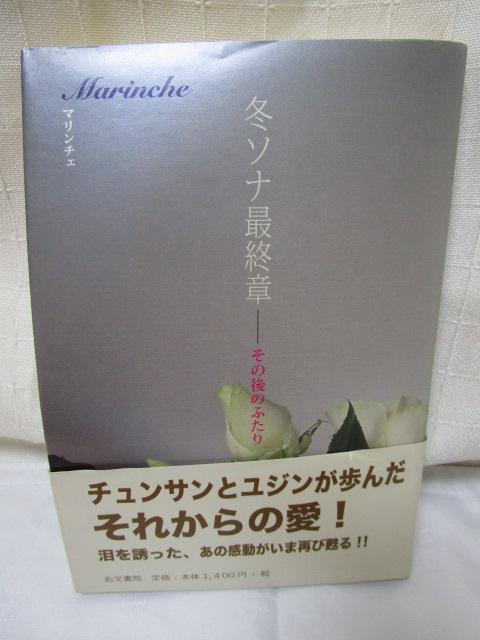 Marinche
マリンチェ
冬ソナ最終章――その後のふたり
チュンサンとユジンが歩んだ
それからの愛!
泪を誘った、あの感動がいま再び甦る!!
右文書院 定価:本体1,400円+税